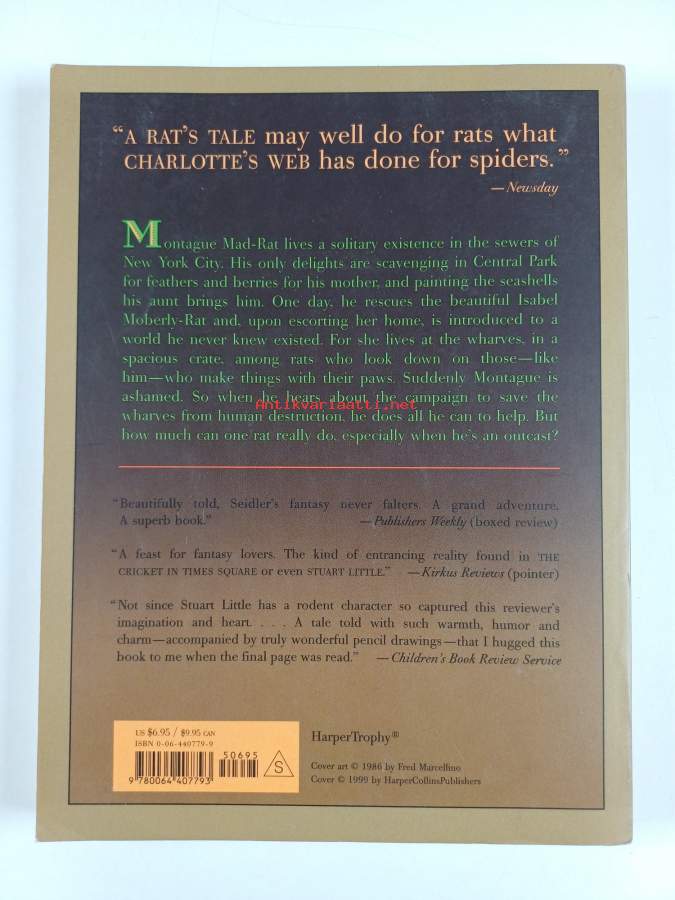 “A RAT’S TALE may well do for rats what
CHARLOTTE’S WEB has done for spiders.”
—Newsday
Montague Mad-Rat lives a solitary existence in the sewers of
New York City. His only delights are scavenging in Central Park
for feathers and berries for his mother, and painting the seashells
his aunt brings him. One day, he rescues the beautiful Isabel
Moberly-Rat and, upon escorting her home, is introduced to a
world he never knew existed. For she lives at the wharves, in a
spacious crate, among rats who look down on those—like
him—who make things with their paws. Suddenly Montague is
ashamed. So when he hears about the campaign to save the
Antikvariaatti.net
wharves from human destruction, he does all he can to help. But
how much can one rat really do, especially when he’s an outcast?
“Beautifully told, Seidler’s fantasy never falters. A grand adventure.
A superb book.” —Publishers Weekly (boxed review)
“A feast for fantasy lovers. The kind of entrancing reality found in THE
CRICKET IN TIMES SQUARE or even STUART LITTLE.” —Kirkus Reviews (pointer)
“Not since Stuart Little has a rodent character so captured this reviewer’s
imagination and heart. . . . A tale told with such warmth, humor and
charm—accompanied by truly wonderful pencil drawings—that I hugged this
book to me when the final page was read.” —Children’s Book Review Service
US $6.95 / $9.95 CAN
ISBN 0-06-440779-9
50695
9 780064 407793
S
HarperTrophy®
Cover art © 1986 by Fred Marcellino
Cover © 1999 by HarperCollinsPublishers